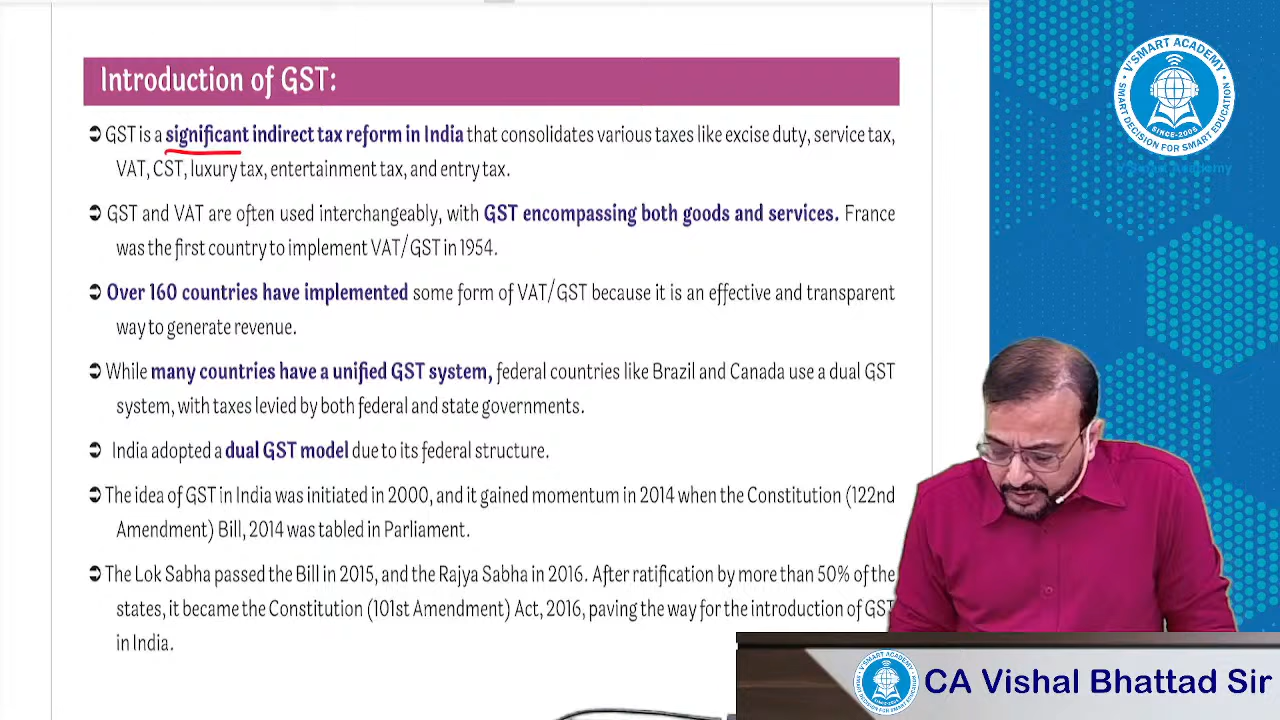 Introduction of GST:
➲ GST is a significant indirect tax reform in India that consolidates various taxes like excise duty, service tax,
VAT, CST, luxury tax, entertainment tax, and entry tax.
➲ GST and VAT are often used interchangeably, with GST encompassing both goods and services. France
was the first country to implement VAT/GST in 1954.
➲ Over 160 countries have implemented some form of VAT/GST because it is an effective and transparent
way to generate revenue.
➲ While many countries have a unified GST system, federal countries like Brazil and Canada use a dual GST
system, with taxes levied by both federal and state governments.
➲ India adopted a dual GST model due to its federal structure.
➲ The idea of GST in India was initiated in 2000, and it gained momentum in 2014 when the Constitution (122nd
Amendment) Bill, 2014 was tabled in Parliament.
➲ The Lok Sabha passed the Bill in 2015, and the Rajya Sabha in 2016. After ratification by more than 50% of the
states, it became the Constitution (101st Amendment) Act, 2016, paving the way for the introduction of GST
in India.
V'SMART ACADEMY
SMART DECISION FOR SMART EDUCATION
SINCE-2005
V'Smart Academy
V'SMART ACADEMY
CA Vishal Bhattad Sir